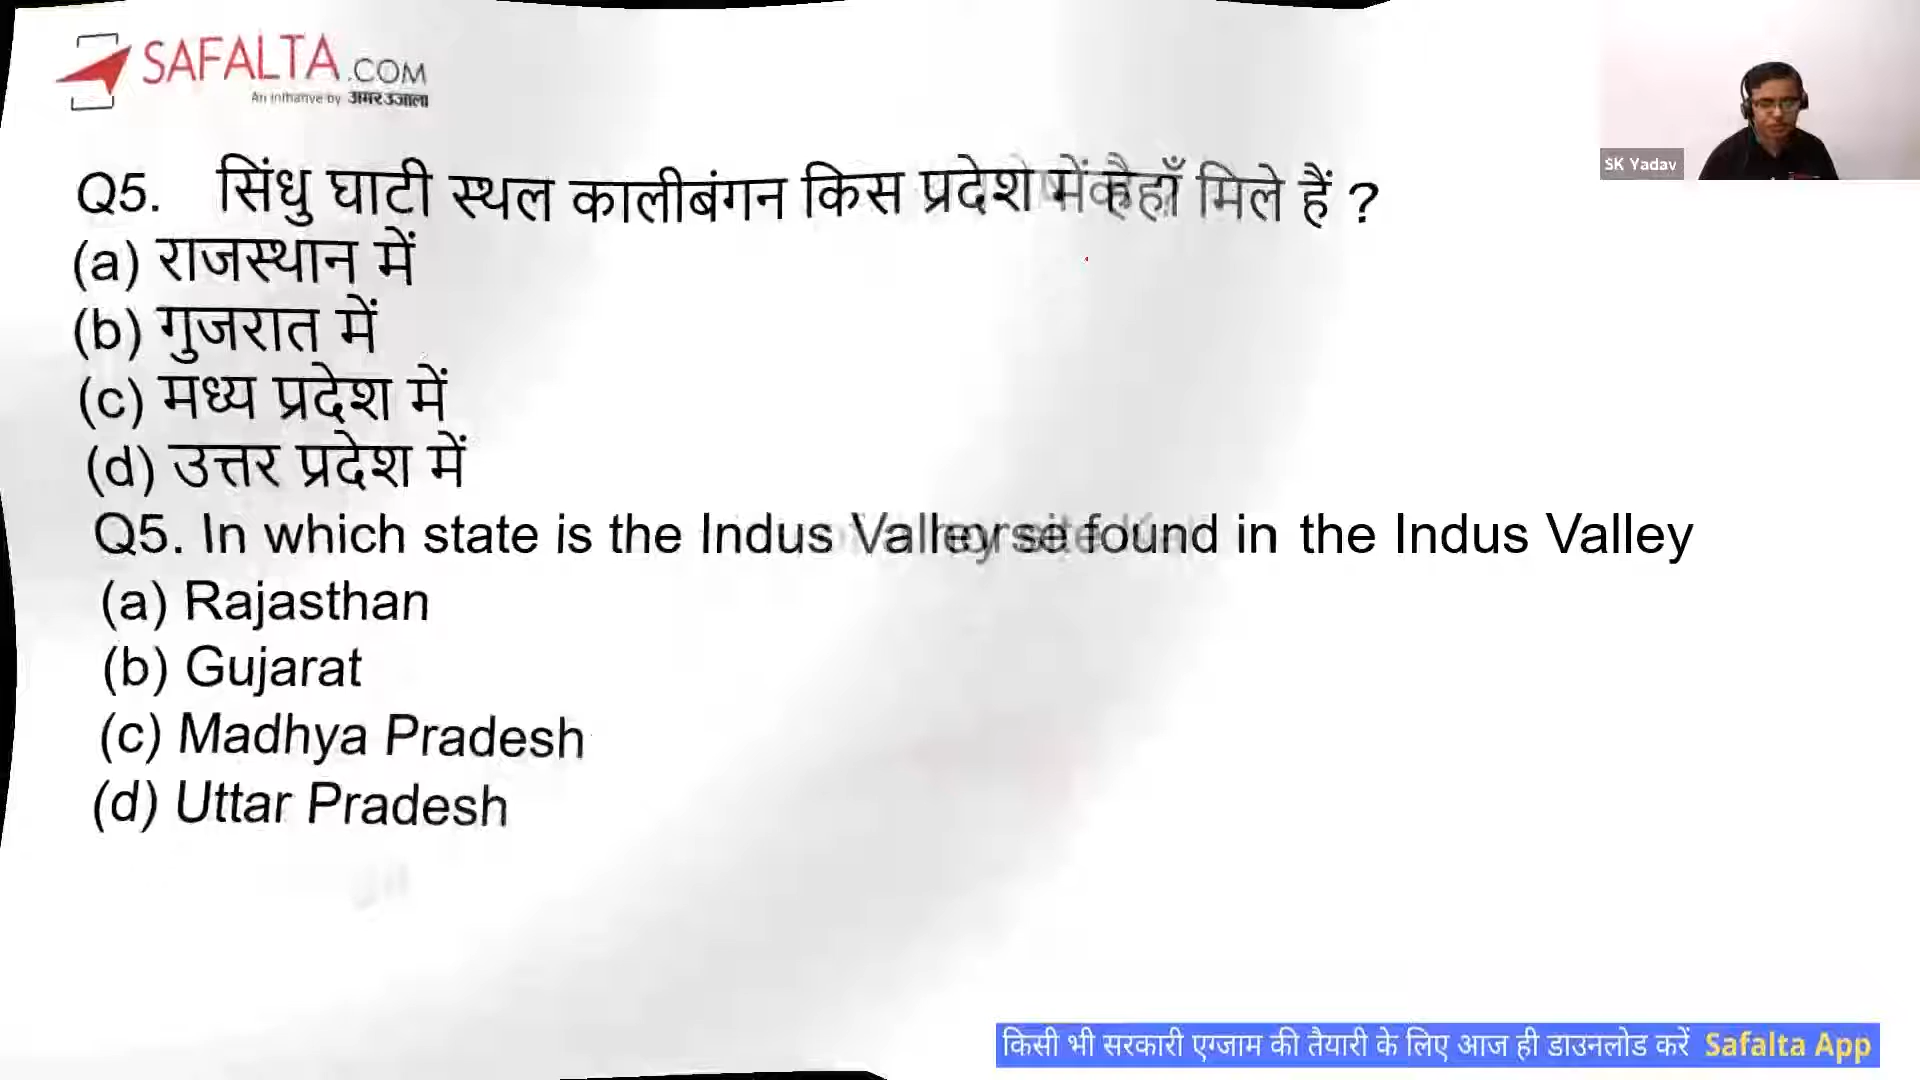 SAFALTA.COM
An initiative by अमर उजाला
SK Yadav
Q5. सिंधु घाटी स्थल कालीबंगन किस प्रदेश में मिले हैं ?
(a) राजस्थान में
(b) गुजरात में
(c) मध्य प्रदेश में
(d) उत्तर प्रदेश में
Q5. In which state is the Indus Valley found in the Indus Valley
(a) Rajasthan
(b) Gujarat
(c) Madhya Pradesh
(d) Uttar Pradesh
किसी भी सरकारी एग्जाम की तैयारी के लिए आज ही डाउनलोड करें Safalta App